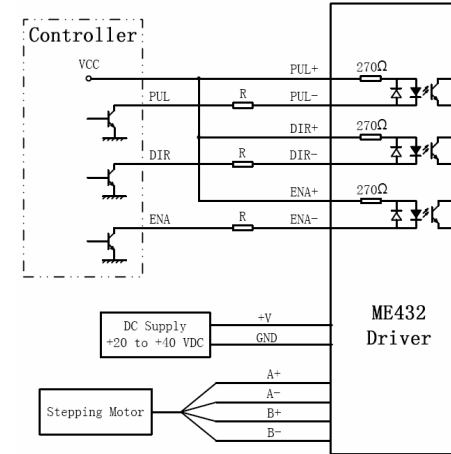 Controller
VCC
PUL
R
PUL+
PUL-
270Ω
DIR
R
DIR+
DIR-
270Ω
ENA
R
ENA+
ENA-
270Ω
ME432
Driver
DC Supply
+20 to +40 VDC
+V
GND
Stepping Motor
A+
A-
B+
B-